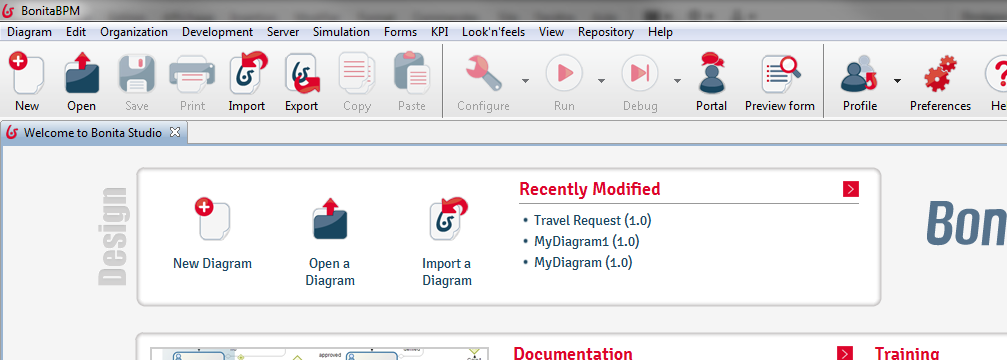 BonitaBPM
Diagram Edit Organization Development Server Simulation Forms KPI Look'n'feels View Repository Help
New Open Save Print Import Export Copy Paste Configure Run Debug Portal Preview form Profile Preferences
Welcome to Bonita Studio
Design
Recently Modified
Travel Request (1.0)
MyDiagram1 (1.0)
MyDiagram (1.0)
New Diagram
Open a
Diagram
Import a
Diagram
Documentation
Training
approved